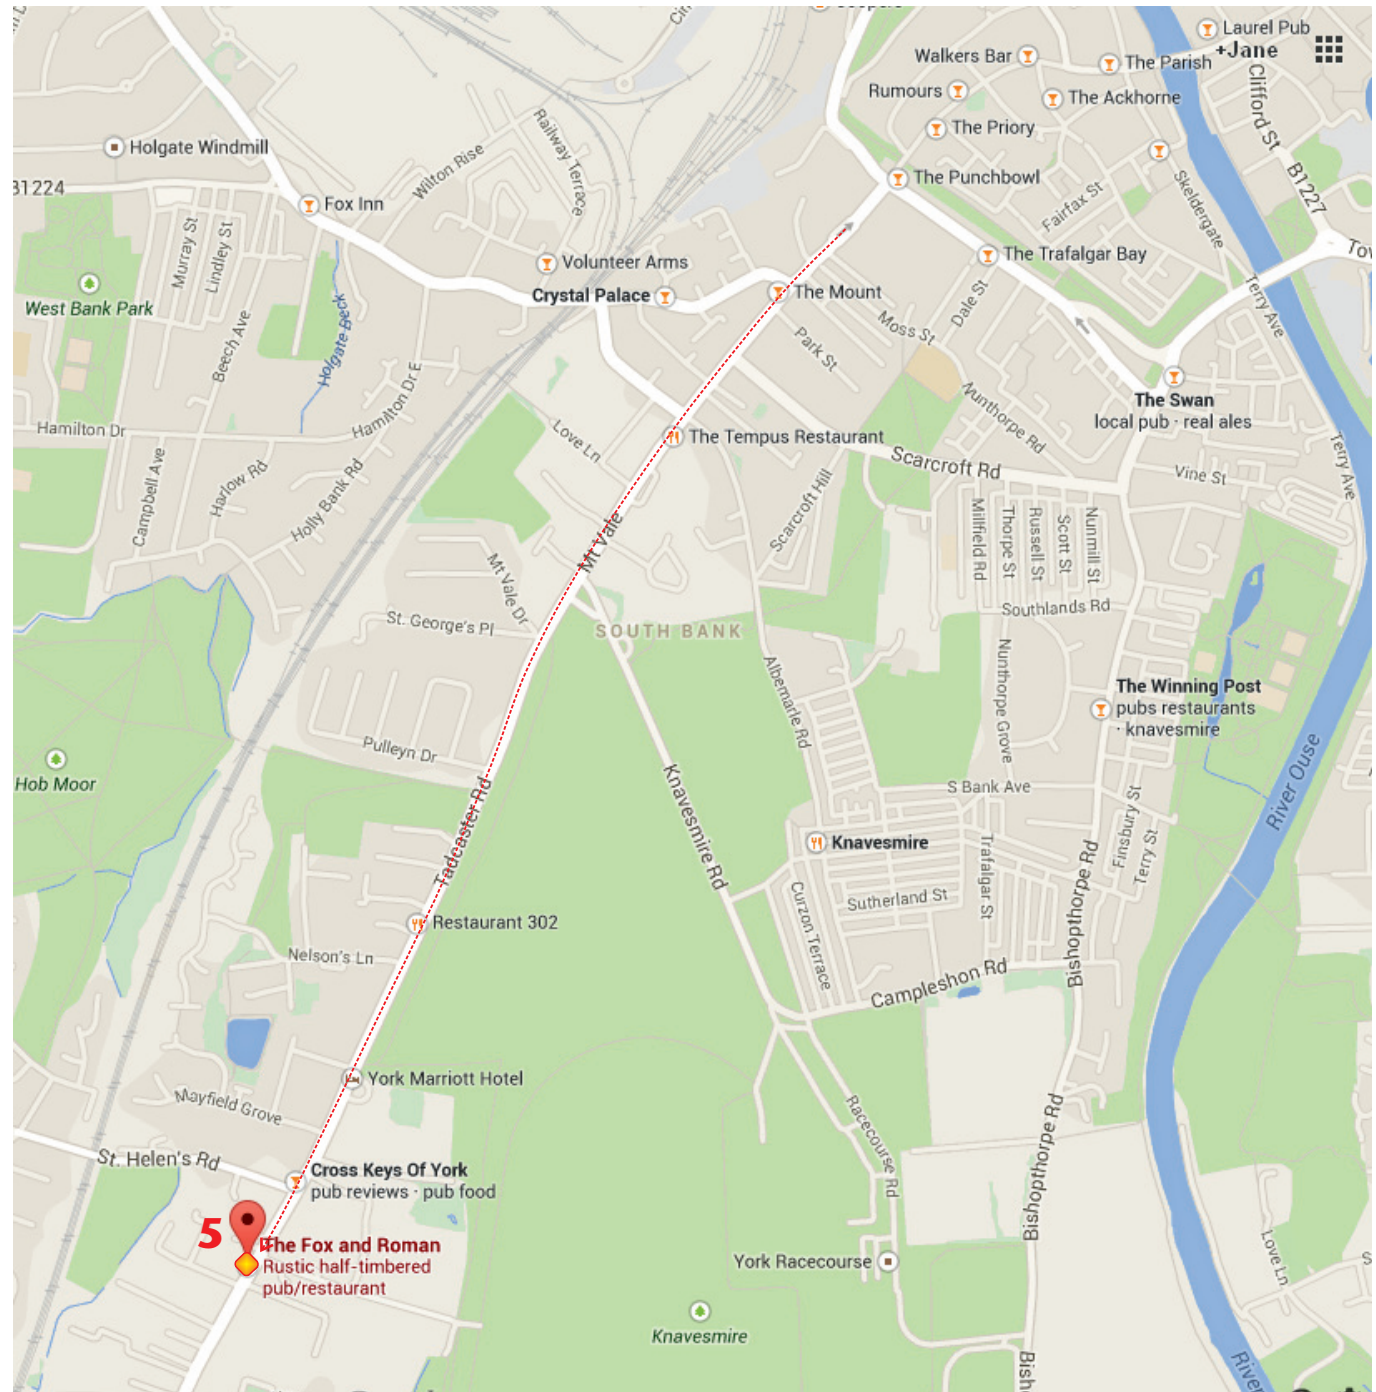 Laurel Pub
+Jane
Walkers Bar
The Parish
Rumours
The Ackhorne
Clifford St
The Priory
Railway Terrace
Holgate Windmill
Wilton Rise
B1227
The Punchbowl
B1224
Fox Inn
Fairfax St
Skeldergate
Murray St
Lindley St
Volunteer Arms
The Trafalgar Bay
Crystal Palace
The Mount
Terry Ave
West Bank Park
Dale St
Holgate Beck
Beech Ave
Moss St
Park St
Hamilton Dr E
The Swan
local pub · real ales
Nunthorpe Rd
Hamilton Dr
Love Ln
The Tempus Restaurant
Scarcroft Rd
Vine St
Terry Ave
Campbell Ave
Harlow Rd
Holly Bank Rd
Scarcroft Hill
Mt Vale
Millfield Rd
Thorpe St
Russell St
Scott St
Nunmill St
Mt Vale Dr
St. George's Pl
SOUTH BANK
Southlands Rd
Albemarle Rd
Nunthorpe Grove
The Winning Post
pubs restaurants
· knavesmire
Pulleyn Dr
Hob Moor
River Ouse
Tadcaster Rd
Knavesmire Rd
S Bank Ave
Finsbury St
Terry St
Knavesmire
Trafalgar St
Bishopthorpe Rd
Sutherland St
Curzon Terrace
Restaurant 302
Nelson's Ln
Campleshon Rd
York Marriott Hotel
Mayfield Grove
Racecourse Rd
Bishopthorpe Rd
St. Helen's Rd
Cross Keys Of York
pub reviews · pub food
5
The Fox and Roman
Rustic half-timbered
pub/restaurant
York Racecourse
Love Ln
Knavesmire